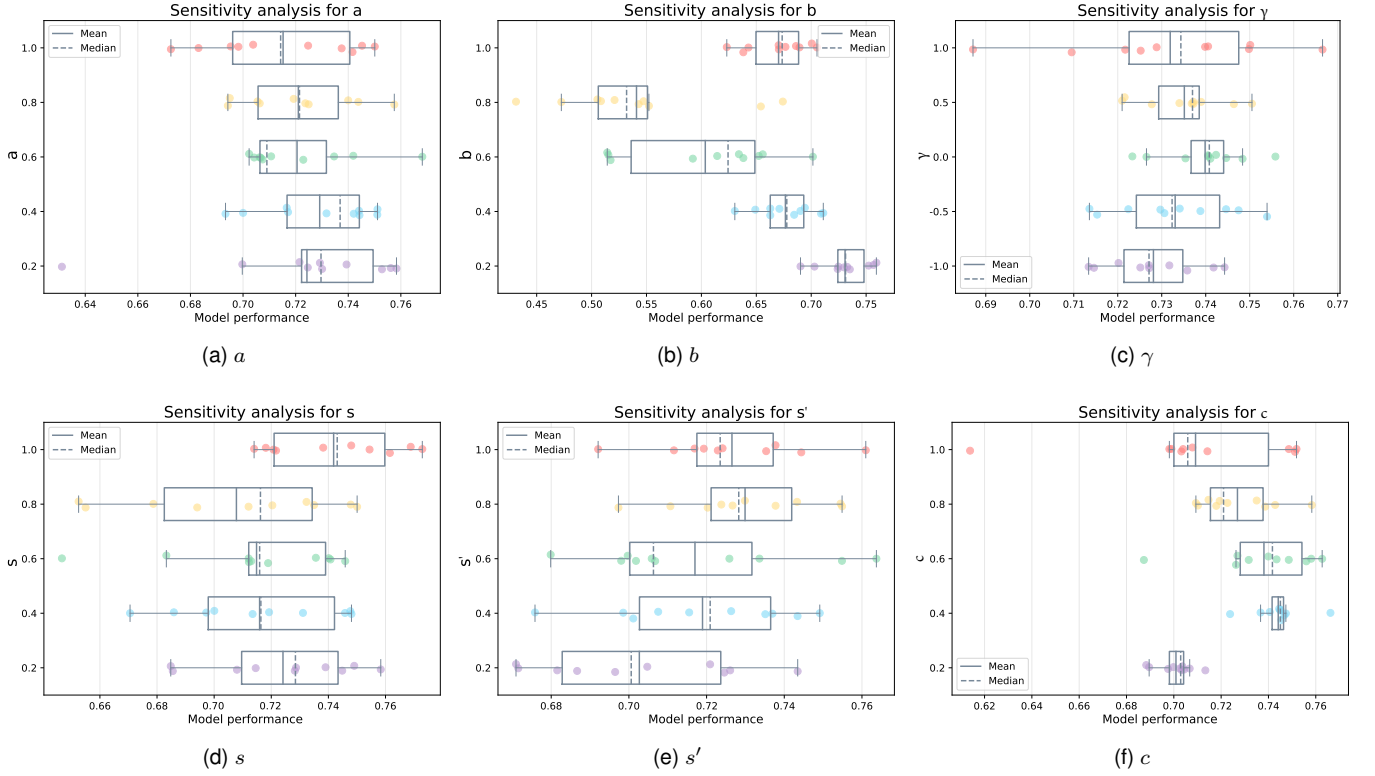 Sensitivity analysis for a
Mean
Median
1.0
0.8
0.6
0.4
0.2
a
0.64 0.66 0.68 0.70 0.72 0.74 0.76
Model performance
(a) a
Sensitivity analysis for b
Mean
Median
1.0
0.8
0.6
0.4
0.2
b
0.45 0.50 0.55 0.60 0.65 0.70 0.75
Model performance
(b) b
Sensitivity analysis for γ
1.0
0.5
0.0
-0.5
-1.0
γ
Mean
Median
0.69 0.70 0.71 0.72 0.73 0.74 0.75 0.76 0.77
Model performance
(c) γ
Sensitivity analysis for s
Mean
Median
1.0
0.8
0.6
0.4
0.2
s
0.66 0.68 0.70 0.72 0.74 0.76
Model performance
(d) s
Sensitivity analysis for s'
Mean
Median
1.0
0.8
0.6
0.4
0.2
s'
0.68 0.70 0.72 0.74 0.76
Model performance
(e) s′
Sensitivity analysis for c
1.0
0.8
0.6
0.4
0.2
c
Mean
Median
0.62 0.64 0.66 0.68 0.70 0.72 0.74 0.76
Model performance
(f) c